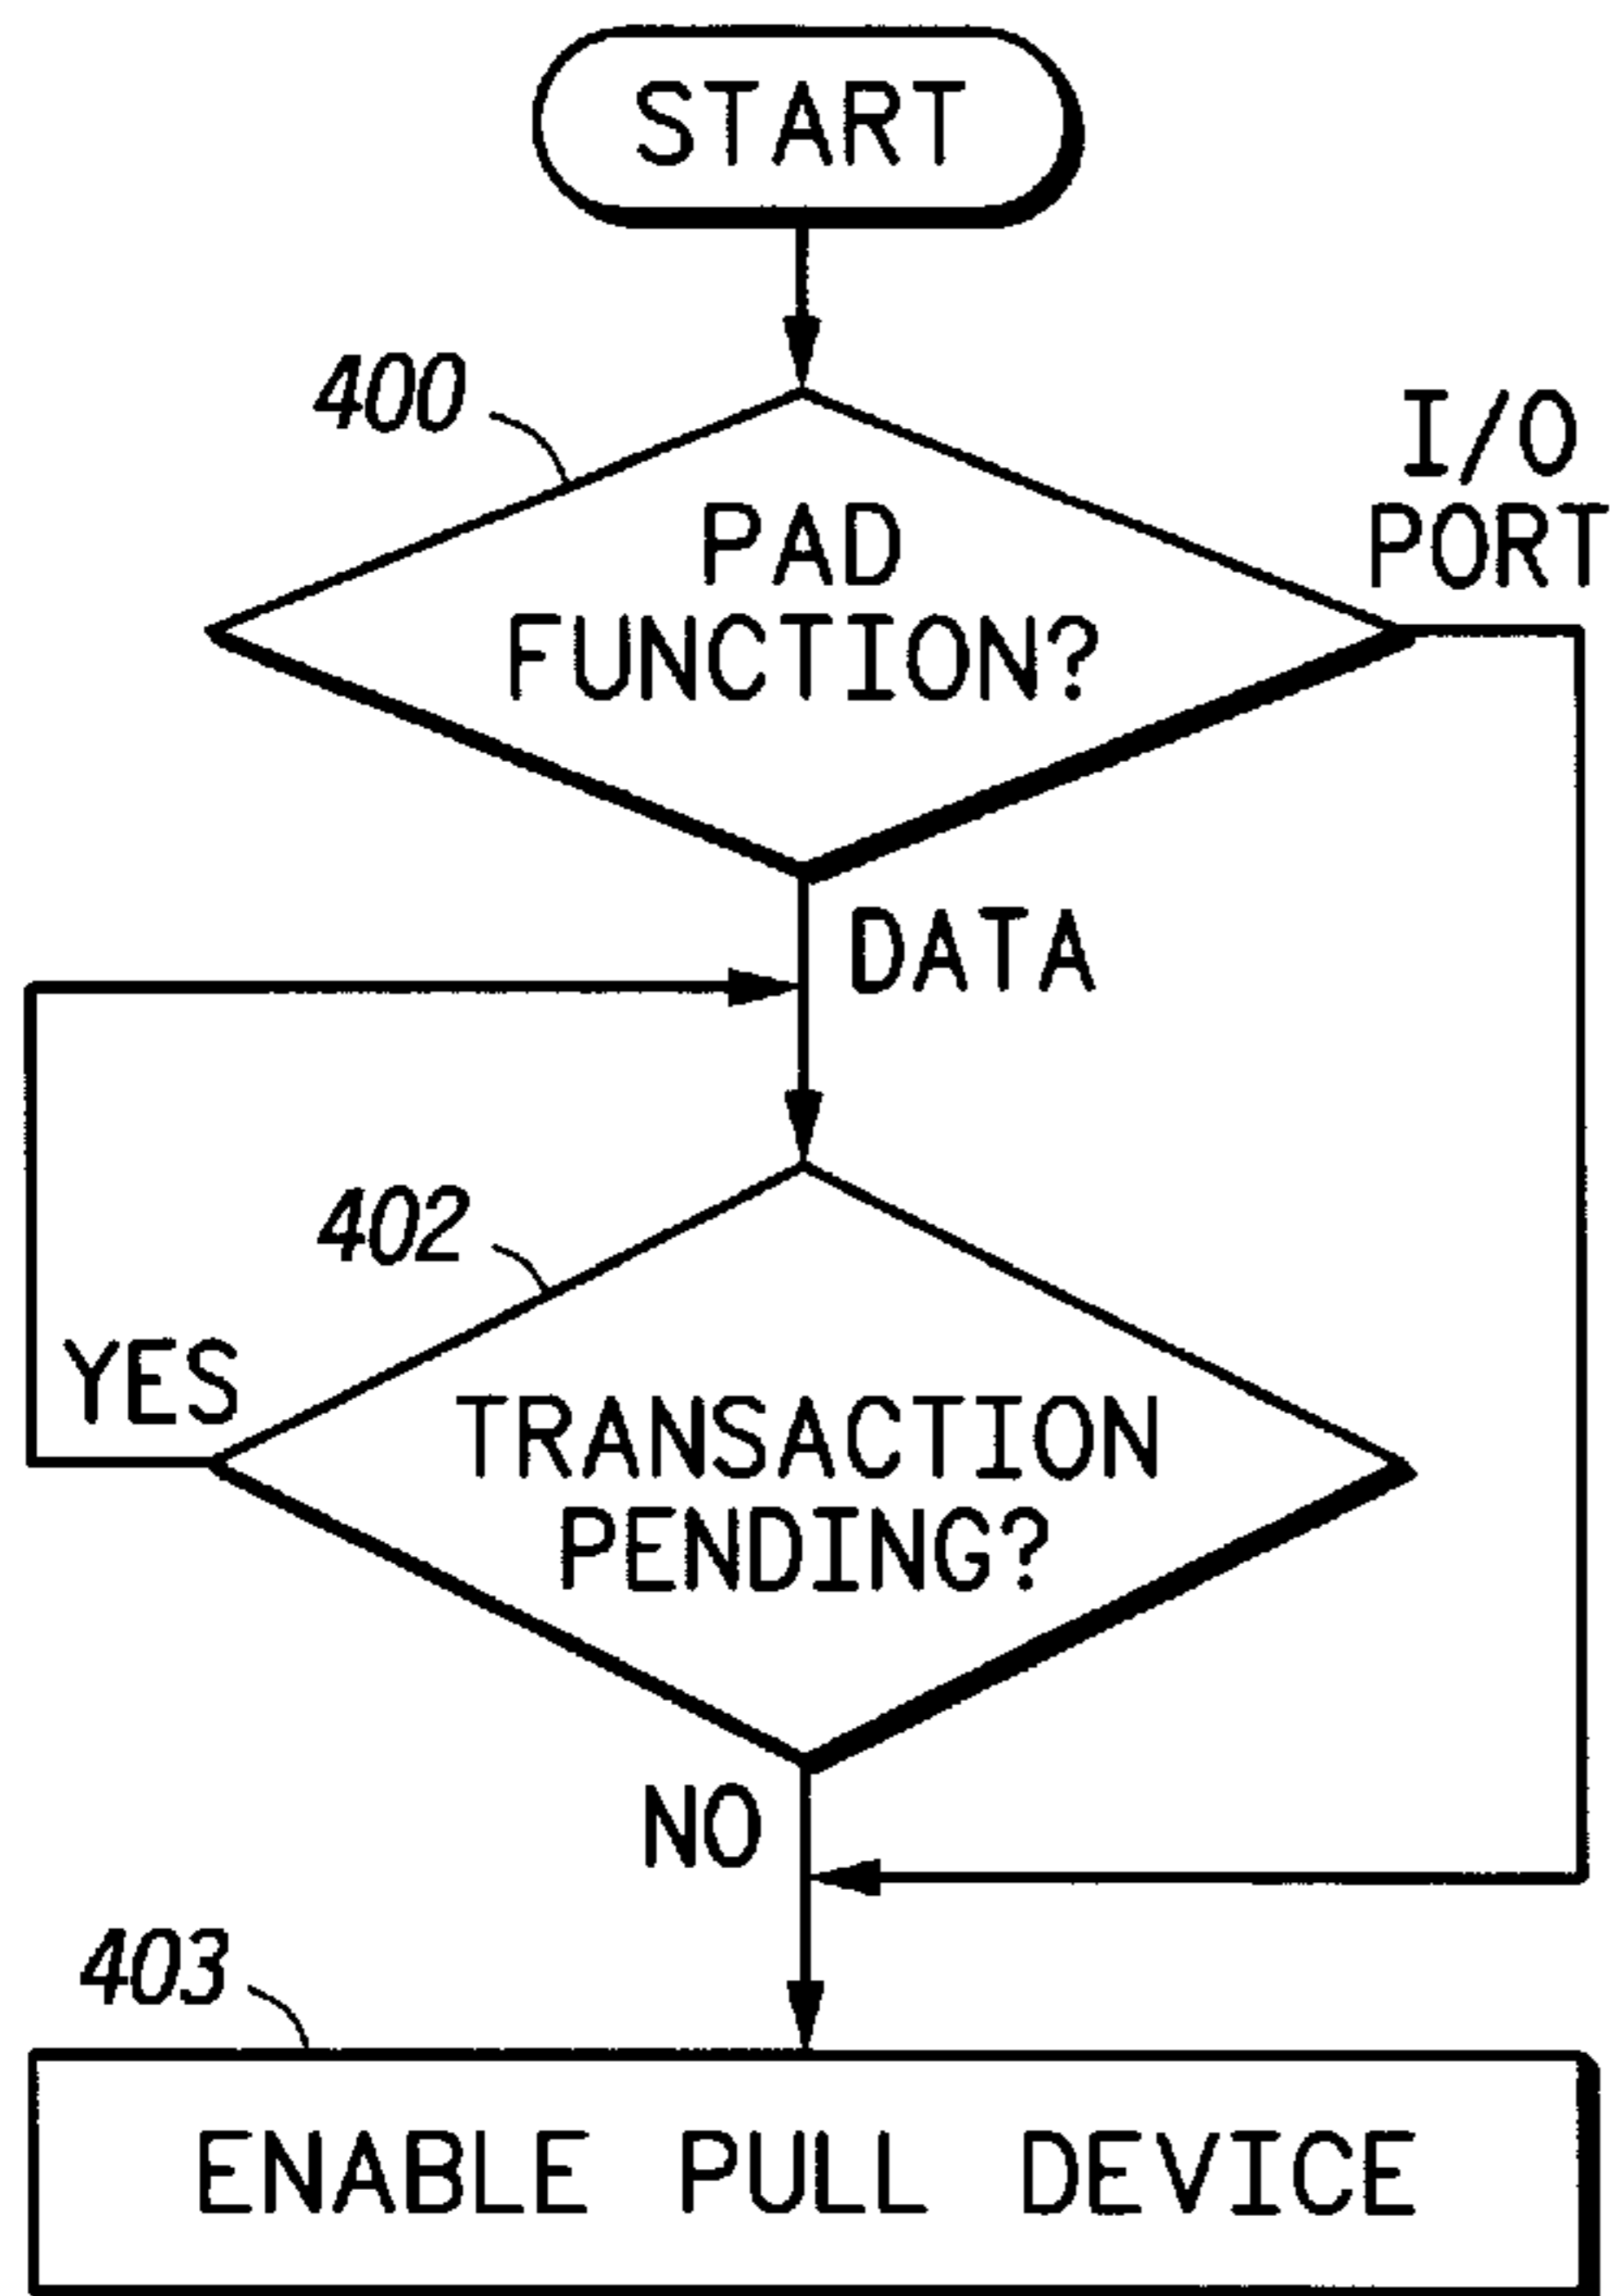 START
400
I/O
PORT
PAD
FUNCTION?
DATA
402
YES
TRANSACTION
PENDING?
NO
403
ENABLE PULL DEVICE